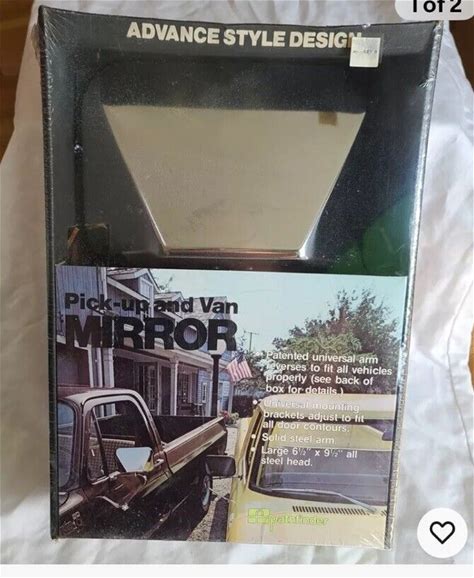 1 of 2
ADVANCE STYLE DESIGN
Pick-up and Van
MIRROR
• Patented universal arm
reverses to fit all vehicles
properly (see back of
box for details.)
• Universal mounting
brackets adjust to fit
all door contours.
• Solid steel arm.
• Large 6½" x 9½" all
steel head.
pathfinder